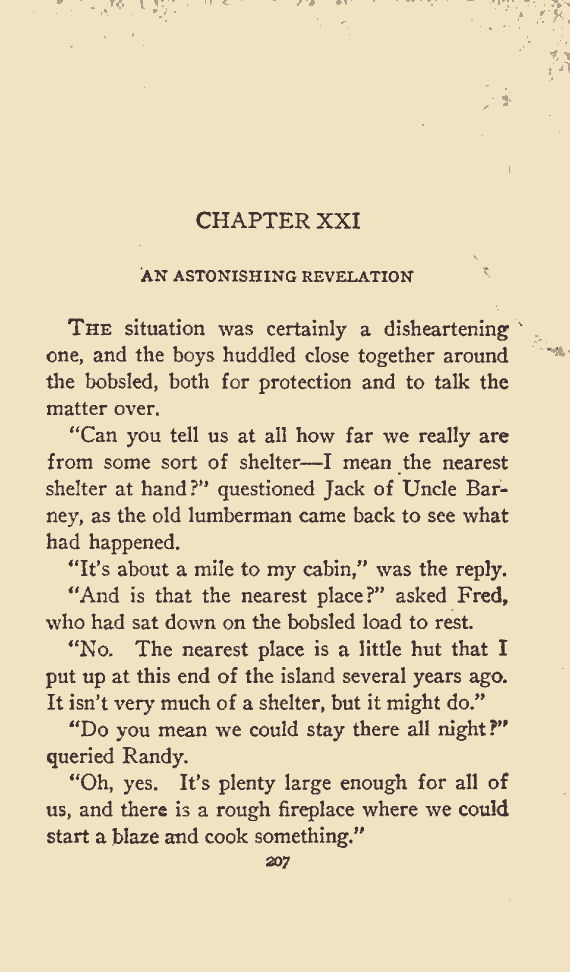 CHAPTER XXI
AN ASTONISHING REVELATION
THE situation was certainly a disheartening
one, and the boys huddled close together around
the bobsled, both for protection and to talk the
matter over.
“Can you tell us at all how far we really are
from some sort of shelter—I mean the nearest
shelter at hand?” questioned Jack of Uncle Bar-
ney, as the old lumberman came back to see what
had happened.
“It’s about a mile to my cabin,” was the reply.
“And is that the nearest place?” asked Fred,
who had sat down on the bobsled load to rest.
“No. The nearest place is a little hut that I
put up at this end of the island several years ago.
It isn’t very much of a shelter, but it might do.”
“Do you mean we could stay there all night?”
queried Randy.
“Oh, yes. It’s plenty large enough for all of
us, and there is a rough fireplace where we could
start a blaze and cook something.”
207